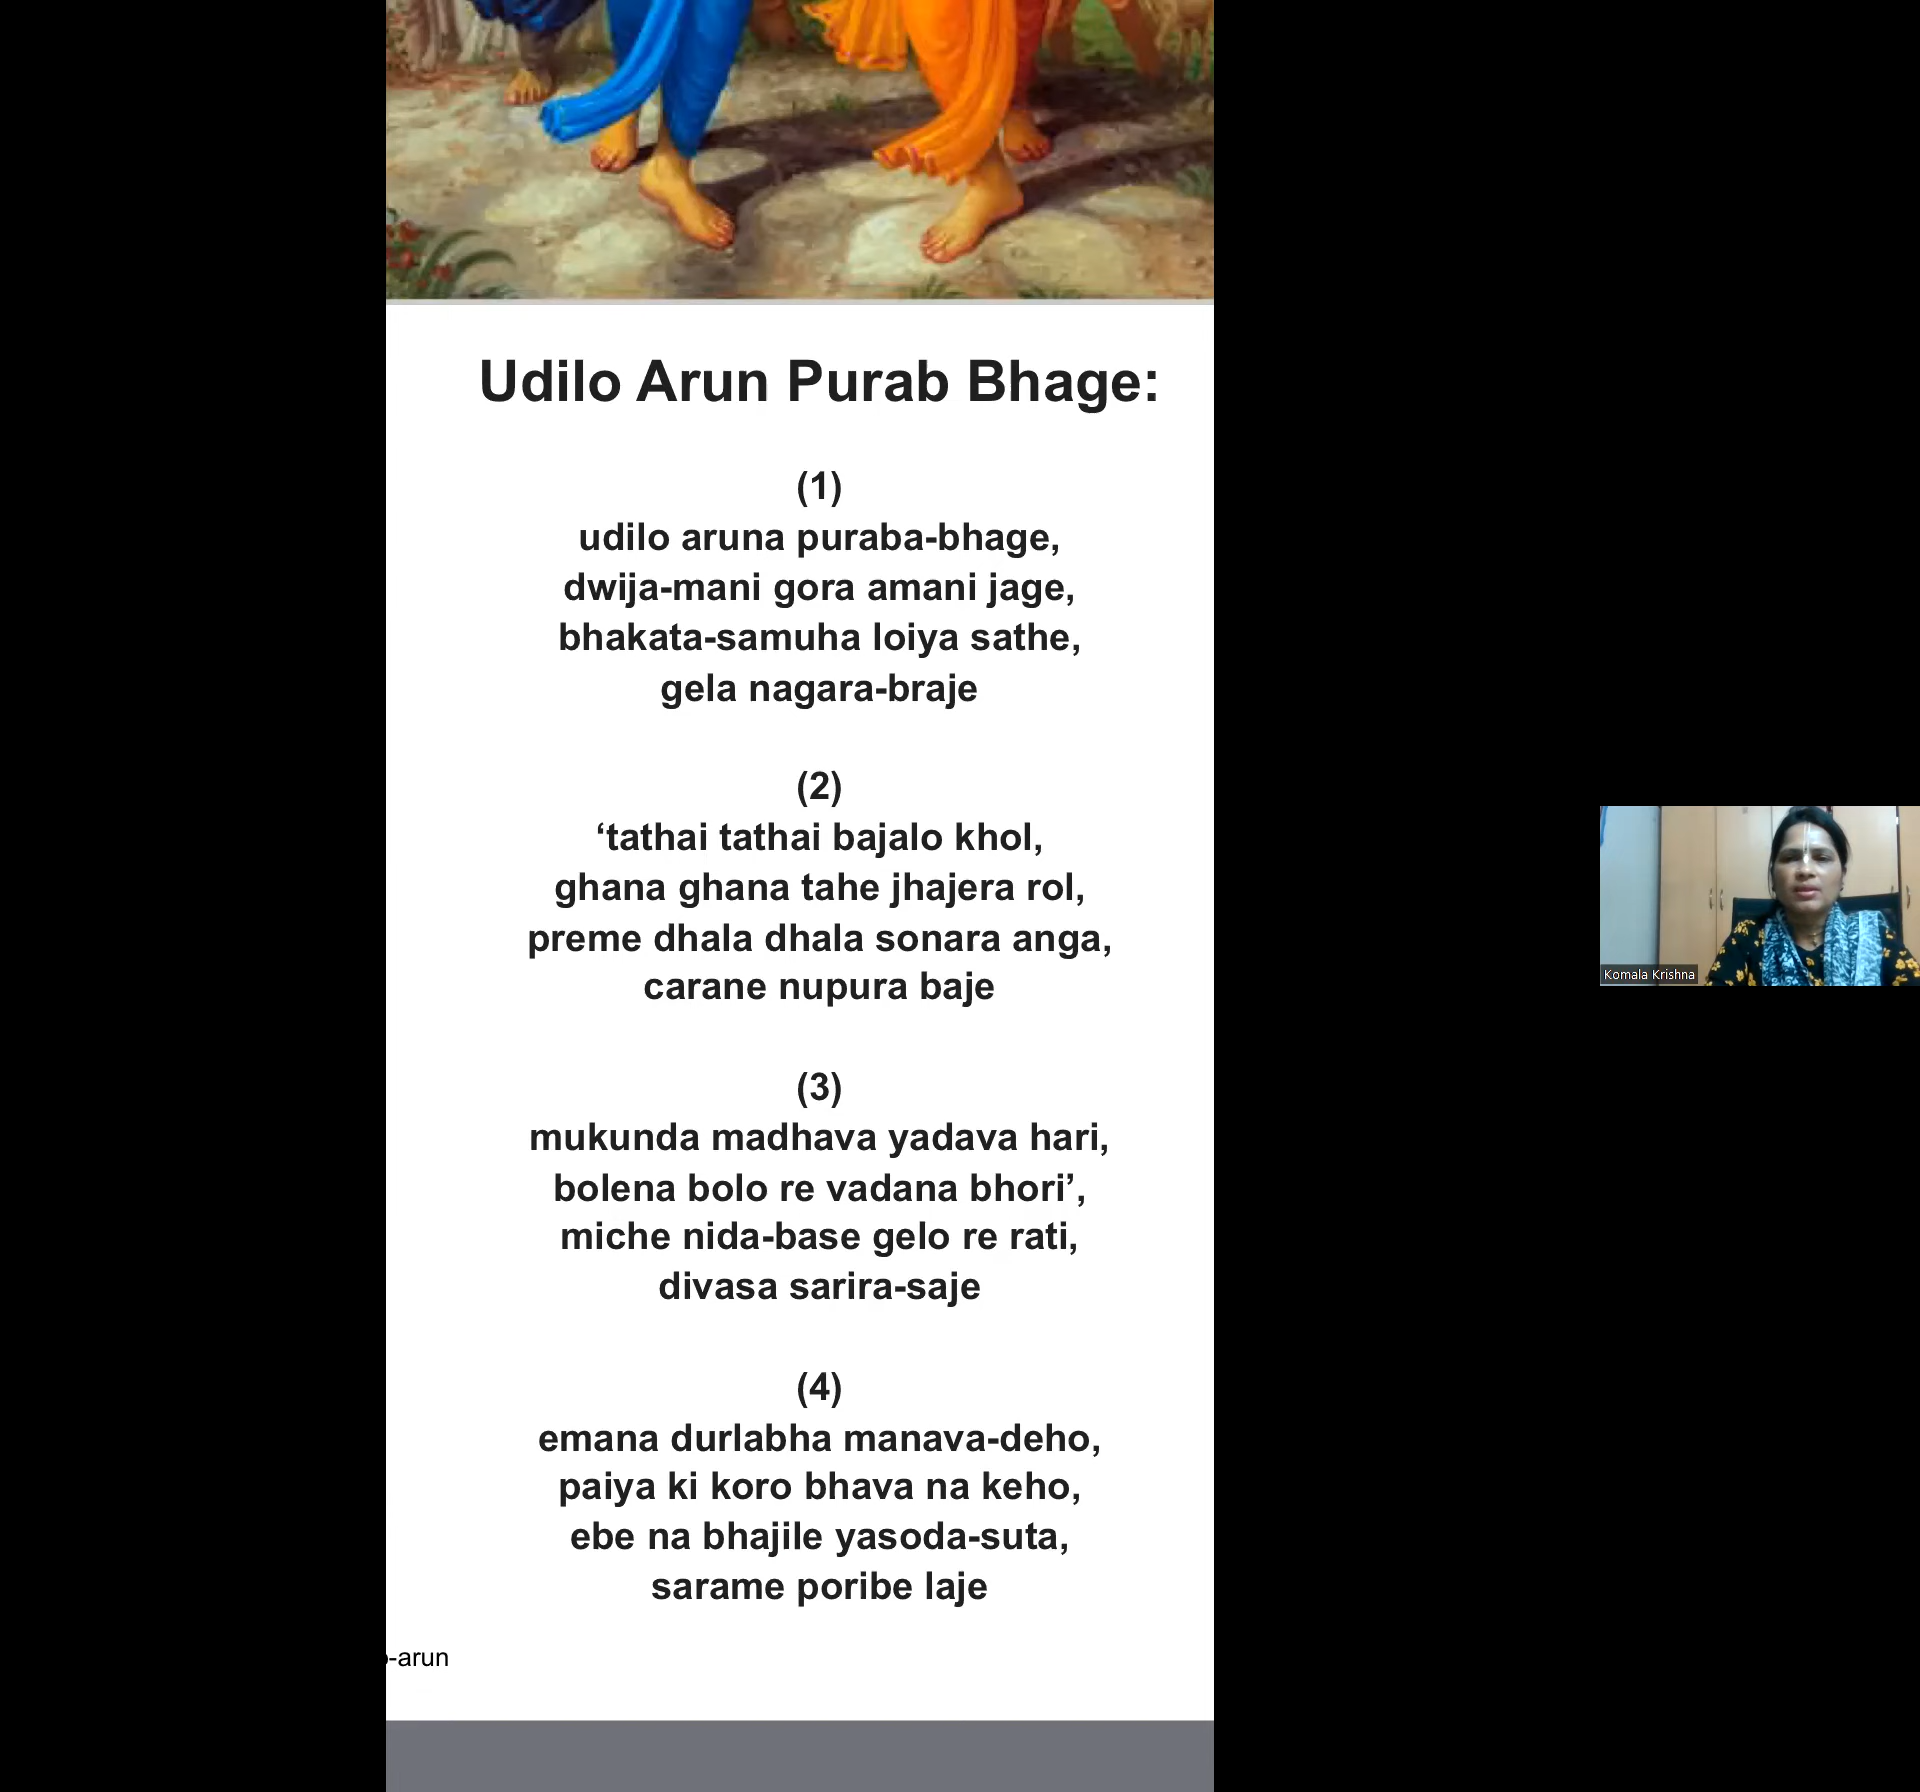 Udilo Arun Purab Bhage:
(1)
udilo aruna puraba-bhage,
dwija-mani gora amani jage,
bhakata-samuha loiya sathe,
gela nagara-braje
(2)
‘tathai tathai bajalo khol,
ghana ghana tahe jhajera rol,
preme dhala dhala sonara anga,
carane nupura baje
(3)
mukunda madhava yadava hari,
bolena bolo re vadana bhori’,
miche nida-base gelo re rati,
divasa sarira-saje
(4)
emana durlabha manava-deho,
paiya ki koro bhava na keho,
ebe na bhajile yasoda-suta,
sarame poribe laje
-arun
Komala Krishna